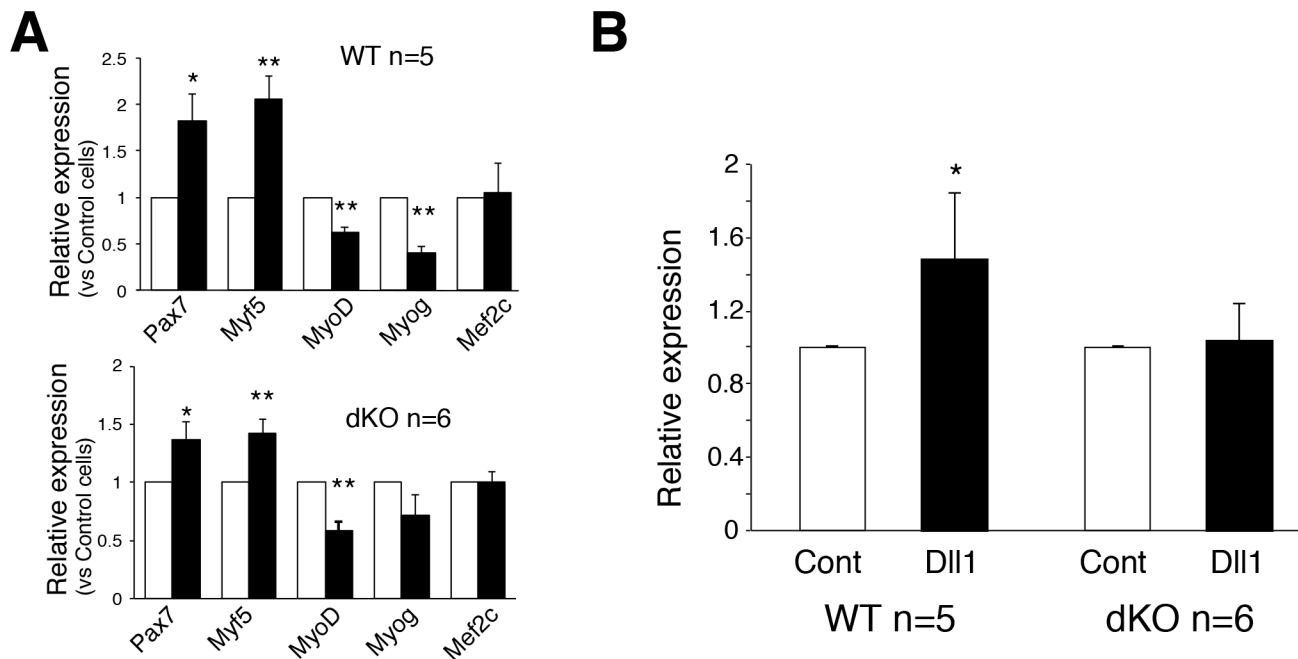 A
WT n=5
Relative expression
(vs Control cells)
2.5
2
1.5
1
0.5
0
*
**
**
**
Pax7
Myf5
MyoD
Myog
Mef2c
dKO n=6
Relative expression
(vs Control cells)
2
1.5
1
0.5
0
*
**
**
Pax7
Myf5
MyoD
Myog
Mef2c
B
Relative expression
2
1.6
1.2
0.8
0.4
0
*
Cont
Dll1
Cont
Dll1
WT n=5
dKO n=6